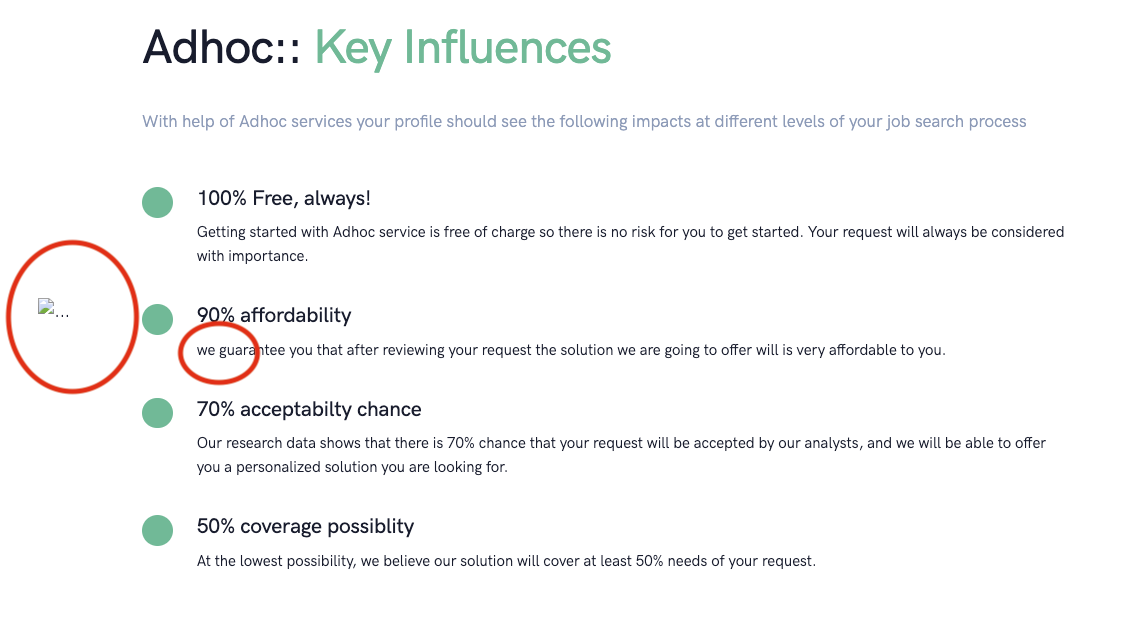 Adhoc:: Key Influences
With help of Adhoc services your profile should see the following impacts at different levels of your job search process
100% Free, always!
Getting started with Adhoc service is free of charge so there is no risk for you to get started. Your request will always be considered
with importance.
...
90% affordability
we guarantee you that after reviewing your request the solution we are going to offer will is very affordable to you.
70% acceptabilty chance
Our research data shows that there is 70% chance that your request will be accepted by our analysts, and we will be able to offer
you a personalized solution you are looking for.
50% coverage possiblity
At the lowest possibility, we believe our solution will cover at least 50% needs of your request.